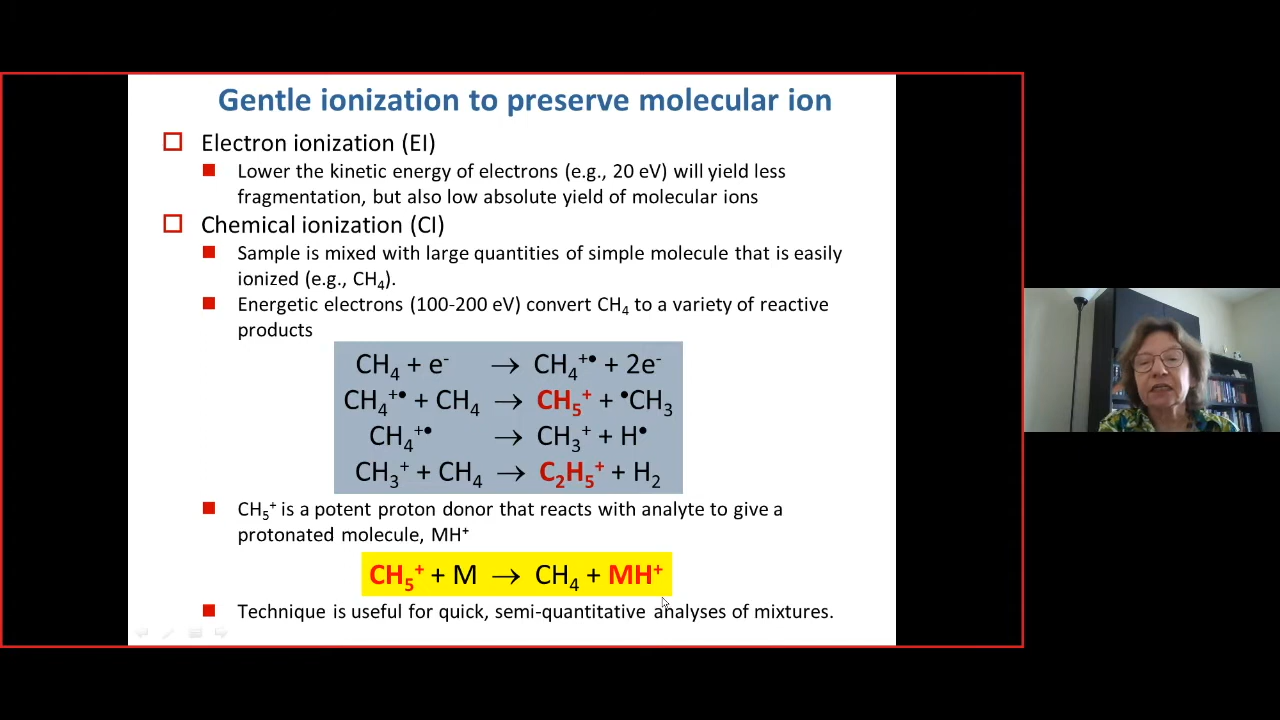 Gentle ionization to preserve molecular ion
Electron ionization (EI)
Lower the kinetic energy of electrons (e.g., 20 eV) will yield less
fragmentation, but also low absolute yield of molecular ions
Chemical ionization (CI)
Sample is mixed with large quantities of simple molecule that is easily
ionized (e.g., CH₄).
Energetic electrons (100-200 eV) convert CH₄ to a variety of reactive
products
CH₄ + e⁻ → CH₄⁺• + 2e⁻
CH₄⁺• + CH₄ → CH₅⁺ + •CH₃
CH₄⁺• → CH₃⁺ + H•
CH₃⁺ + CH₄ → C₂H₅⁺ + H₂
CH₅⁺ is a potent proton donor that reacts with analyte to give a
protonated molecule, MH⁺
CH₅⁺ + M → CH₄ + MH⁺
Technique is useful for quick, semi-quantitative analyses of mixtures.